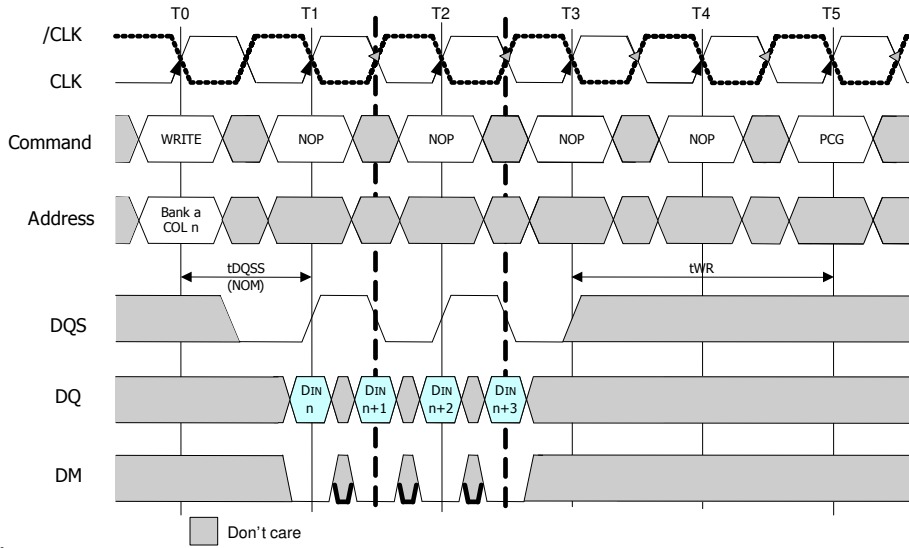 T0 T1 T2 T3 T4 T5
/CLK
CLK
Command WRITE NOP NOP NOP NOP PCG
Address Bank a
COL n
tDQSS
(NOM)
tWR
DQS
DQ DIN DIN DIN DIN
n n+1 n+2 n+3
DM
Don't care